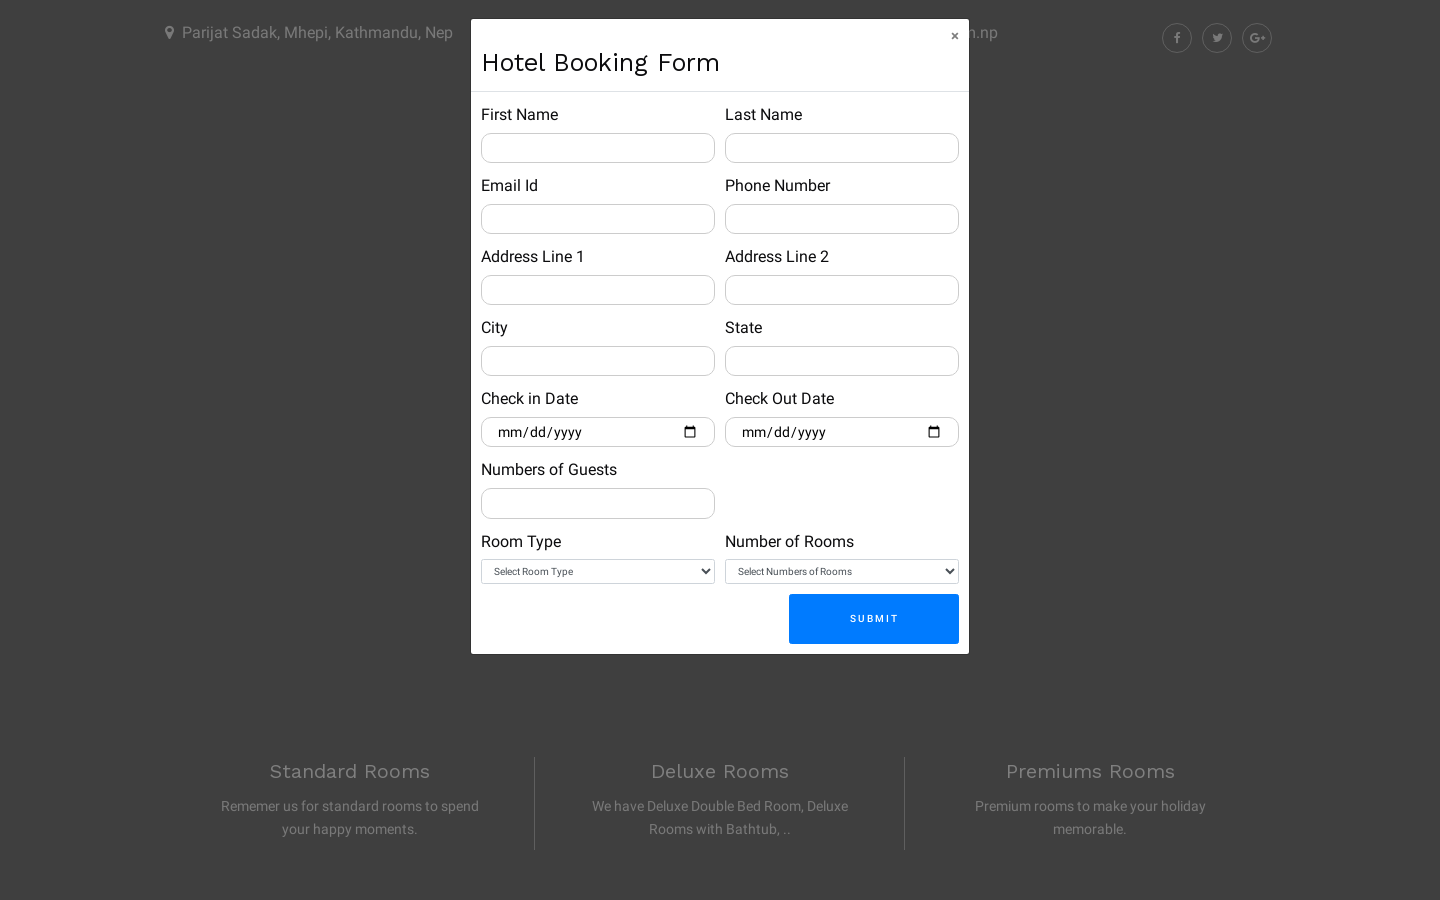 Parijat Sadak, Mhepi, Kathmandu, Nep
n.np
×
Hotel Booking Form
First Name
Last Name
Email Id
Phone Number
Address Line 1
Address Line 2
City
State
Check in Date
Check Out Date
mm/dd/yyyy
mm/dd/yyyy
Numbers of Guests
Room Type
Number of Rooms
Select Room Type
Select Numbers of Rooms
SUBMIT
Standard Rooms
Rememer us for standard rooms to spend
your happy moments.
Deluxe Rooms
We have Deluxe Double Bed Room, Deluxe
Rooms with Bathtub, ..
Premiums Rooms
Premium rooms to make your holiday
memorable.